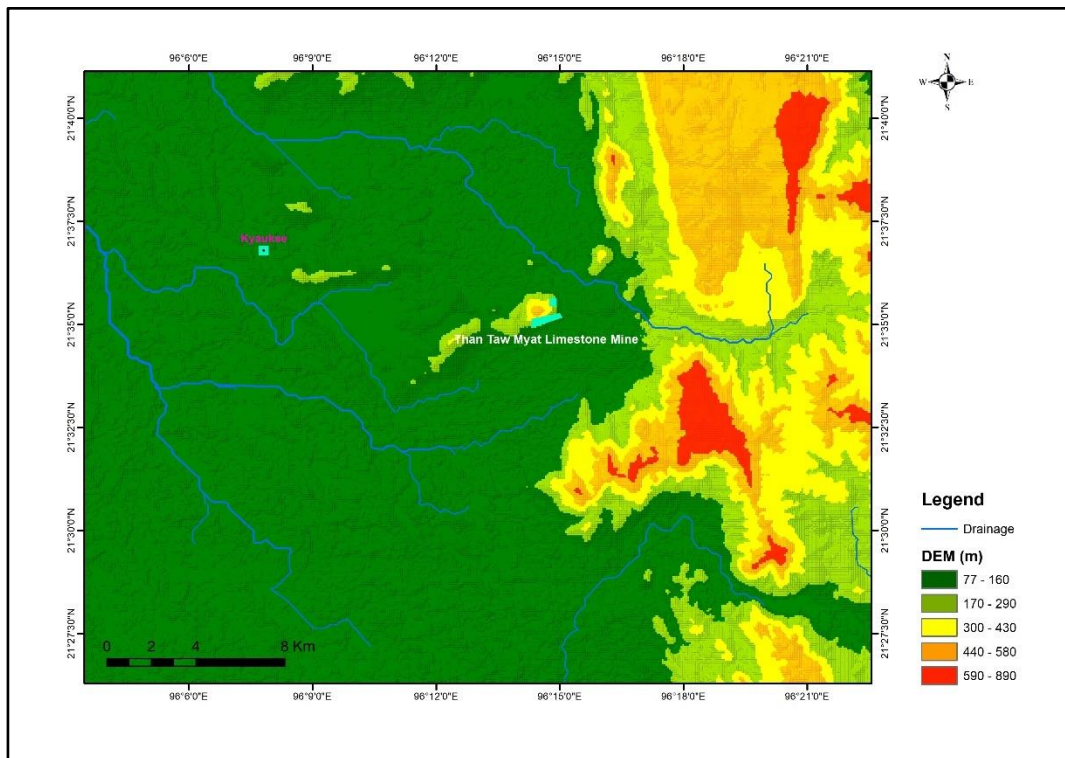 96°6'0"E 96°9'0"E 96°12'0"E 96°15'0"E 96°18'0"E 96°21'0"E
N
W E
S
21°40'0"N 21°40'0"N
21°37'30"N 21°37'30"N
Kyaukse
21°35'0"N 21°35'0"N
Than Taw Myat Limestone Mine
21°32'30"N 21°32'30"N
21°30'0"N 21°30'0"N
21°27'30"N 21°27'30"N
0 2 4 8 Km
96°6'0"E 96°9'0"E 96°12'0"E 96°15'0"E 96°18'0"E 96°21'0"E
Legend
Drainage
DEM (m)
77 - 160
170 - 290
300 - 430
440 - 580
590 - 890